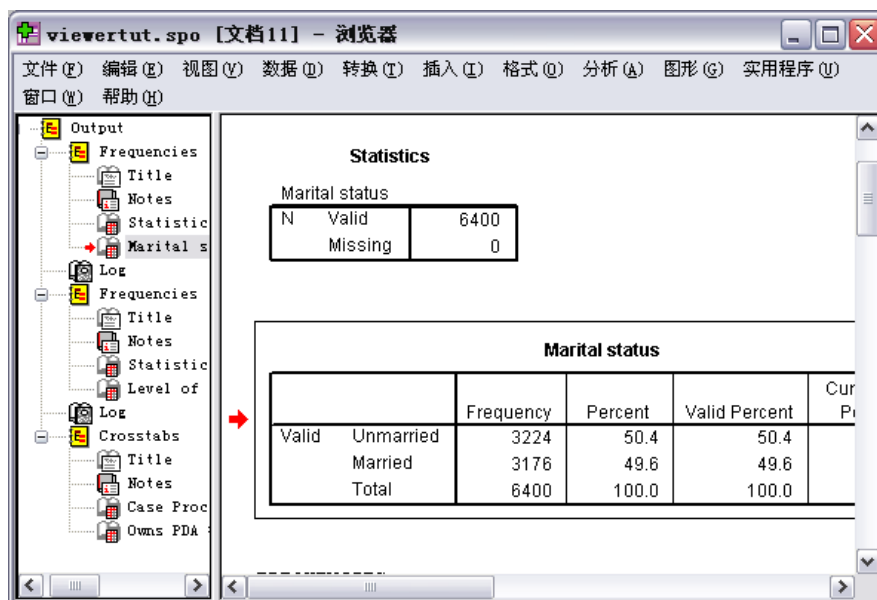 viewertut.spo [文档11] - 浏览器
文件(F) 编辑(E) 视图(V) 数据(D) 转换(T) 插入(I) 格式(O) 分析(A) 图形(G) 实用程序(U)
窗口(W) 帮助(H)
Output
Frequencies
Title
Notes
Statistic
Marital s
Log
Frequencies
Title
Notes
Statistic
Level of
Log
Crosstabs
Title
Notes
Case Proc
Owns PDA
Statistics
Marital status
N Valid 6400
Missing 0
Marital status
Frequency Percent Valid Percent Cur
Valid Unmarried 3224 50.4 50.4
Married 3176 49.6 49.6
Total 6400 100.0 100.0